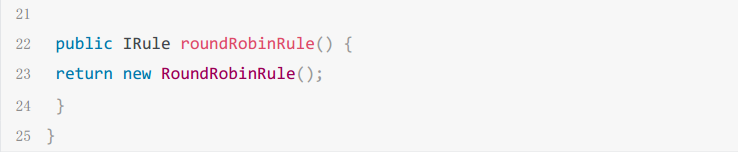 21
22 public IRule roundRobinRule() {
23 return new RoundRobinRule();
24 }
25 }